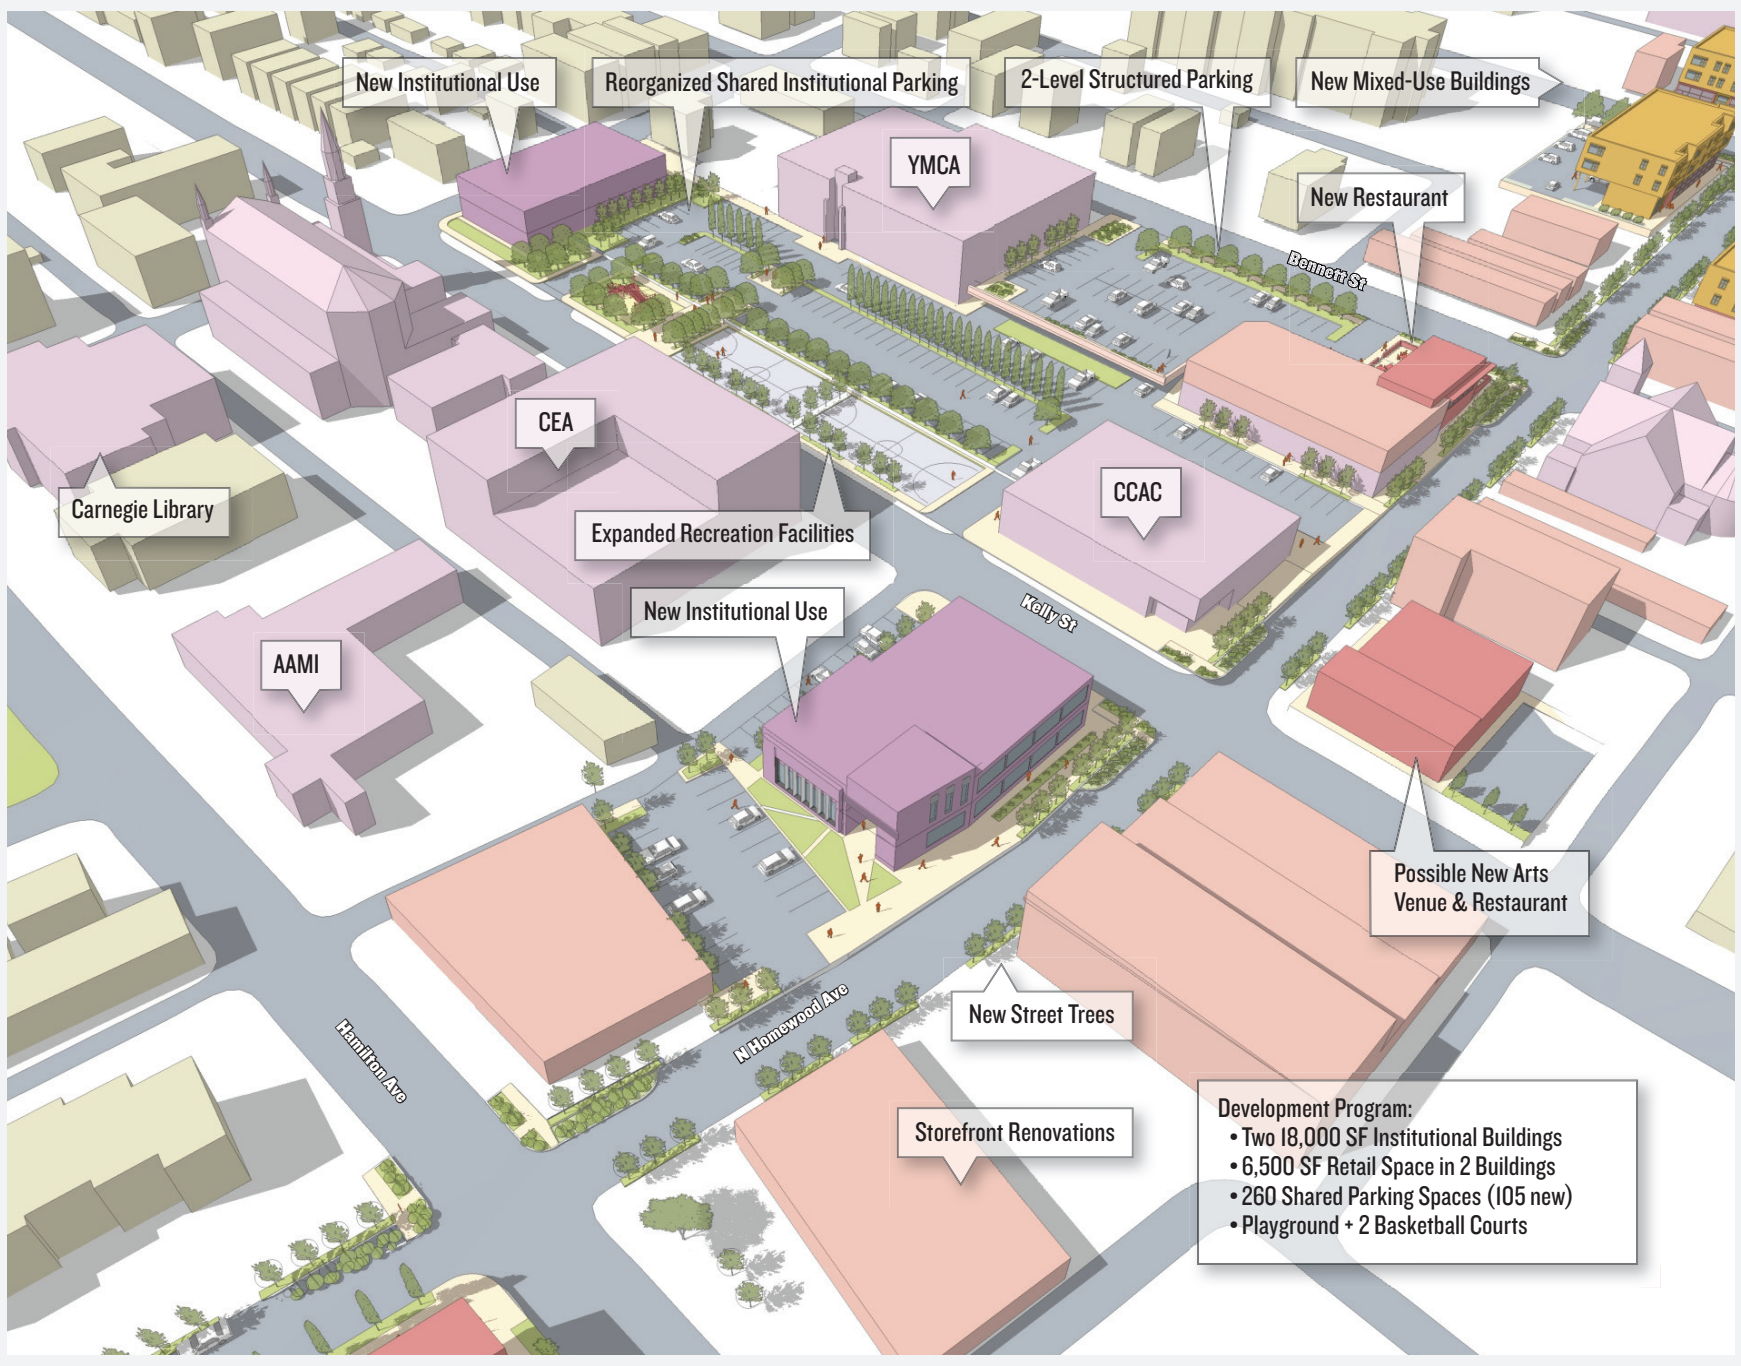 New Institutional Use
Reorganized Shared Institutional Parking
2-Level Structured Parking
New Mixed-Use Buildings
YMCA
New Restaurant
Bennett St
CEA
Carnegie Library
CCAC
Expanded Recreation Facilities
New Institutional Use
Kelly St
AAMI
Possible New Arts
Venue & Restaurant
New Street Trees
N Homewood Ave
Hamilton Ave
Storefront Renovations
Development Program:
• Two 18,000 SF Institutional Buildings
• 6,500 SF Retail Space in 2 Buildings
• 260 Shared Parking Spaces (105 new)
• Playground + 2 Basketball Courts